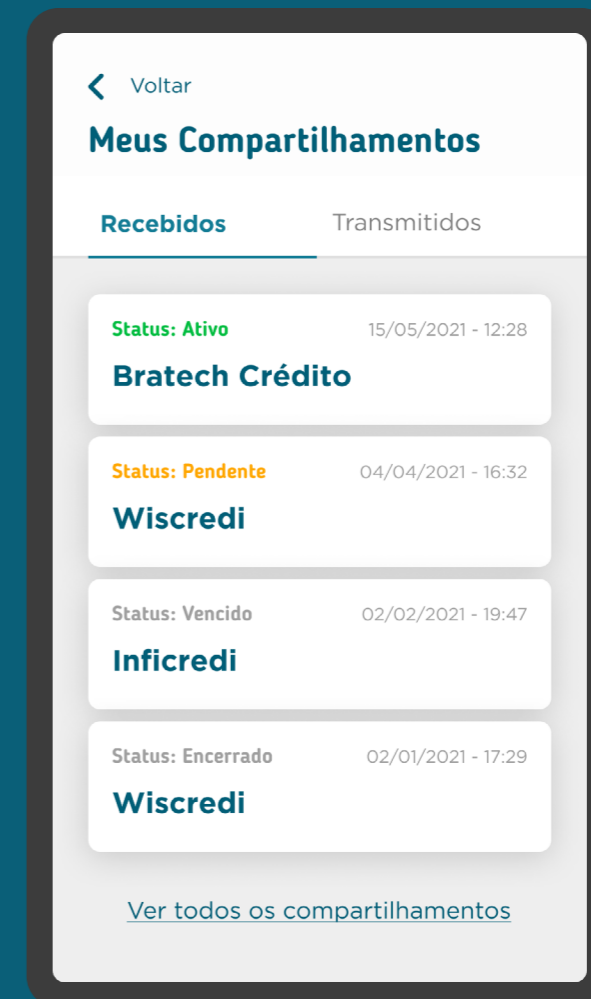 Voltar
Meus Compartilhamentos
Recebidos Transmitidos
Status: Ativo 15/05/2021 - 12:28
Bratech Crédito
Status: Pendente 04/04/2021 - 16:32
Wiscredi
Status: Vencido 02/02/2021 - 19:47
Inficredi
Status: Encerrado 02/01/2021 - 17:29
Wiscredi
Ver todos os compartilhamentos